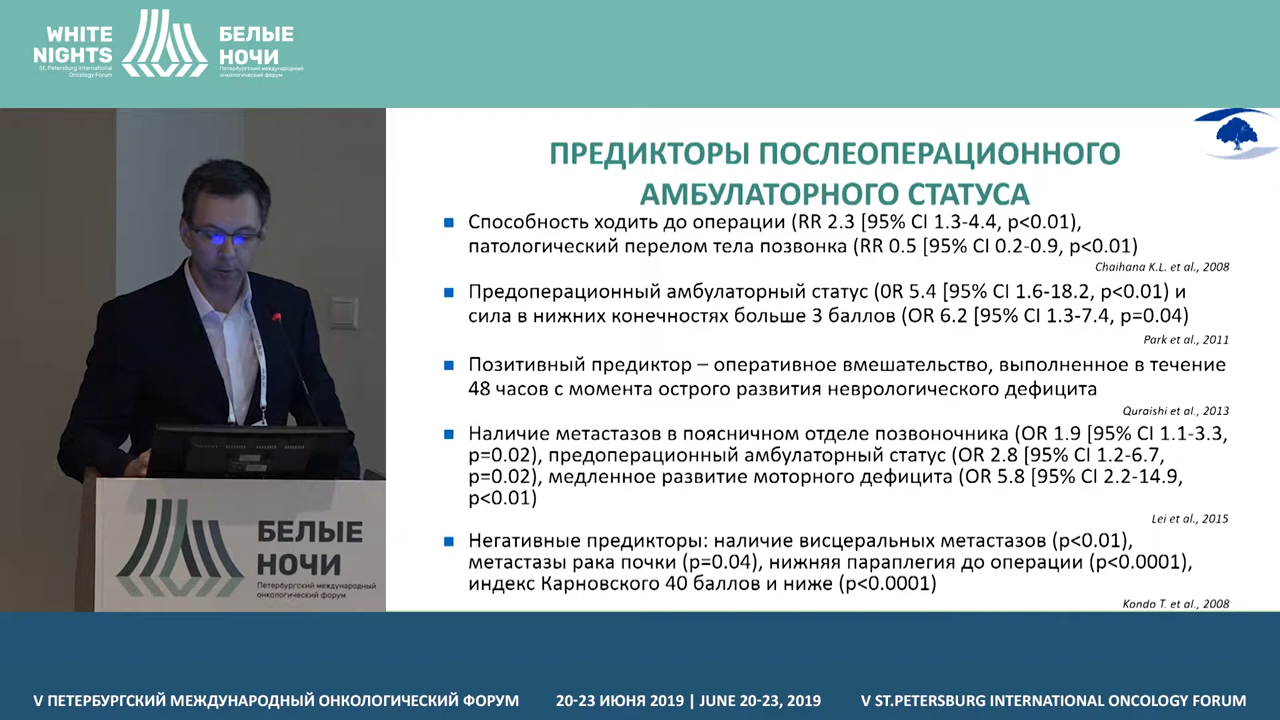 WHITE
NIGHTS
St. Petersburg International
Oncology Forum
БЕЛЫЕ
НОЧИ
Петербургский международный
онкологический форум
ПРЕДИКТОРЫ ПОСЛЕОПЕРАЦИОННОГО
АМБУЛАТОРНОГО СТАТУСА
Способность ходить до операции (RR 2.3 [95% CI 1.3-4.4, p<0.01),
патологический перелом тела позвонка (RR 0.5 [95% CI 0.2-0.9, p<0.01)
Chaihana K.L. et al., 2008
Предоперационный амбулаторный статус (0R 5.4 [95% CI 1.6-18.2, p<0.01) и
сила в нижних конечностях больше 3 баллов (OR 6.2 [95% CI 1.3-7.4, p=0.04)
Park et al., 2011
Позитивный предиктор – оперативное вмешательство, выполненное в течение
48 часов с момента острого развития неврологического дефицита
Quraishi et al., 2013
Наличие метастазов в поясничном отделе позвоночника (OR 1.9 [95% CI 1.1-3.3,
p=0.02), предоперационный амбулаторный статус (OR 2.8 [95% CI 1.2-6.7,
p=0.02), медленное развитие моторного дефицита (OR 5.8 [95% CI 2.2-14.9,
p<0.01)
Lei et al., 2015
Негативные предикторы: наличие висцеральных метастазов (p<0.01),
метастазы рака почки (p=0.04), нижняя параплегия до операции (p<0.0001),
индекс Карновского 40 баллов и ниже (p<0.0001)
Kondo T. et al., 2008
БЕЛЫЕ
НОЧИ
Петербургский международный
онкологический форум
V ПЕТЕРБУРГСКИЙ МЕЖДУНАРОДНЫЙ ОНКОЛОГИЧЕСКИЙ ФОРУМ
20-23 ИЮНЯ 2019 | JUNE 20-23, 2019
V ST.PETERSBURG INTERNATIONAL ONCOLOGY FORUM